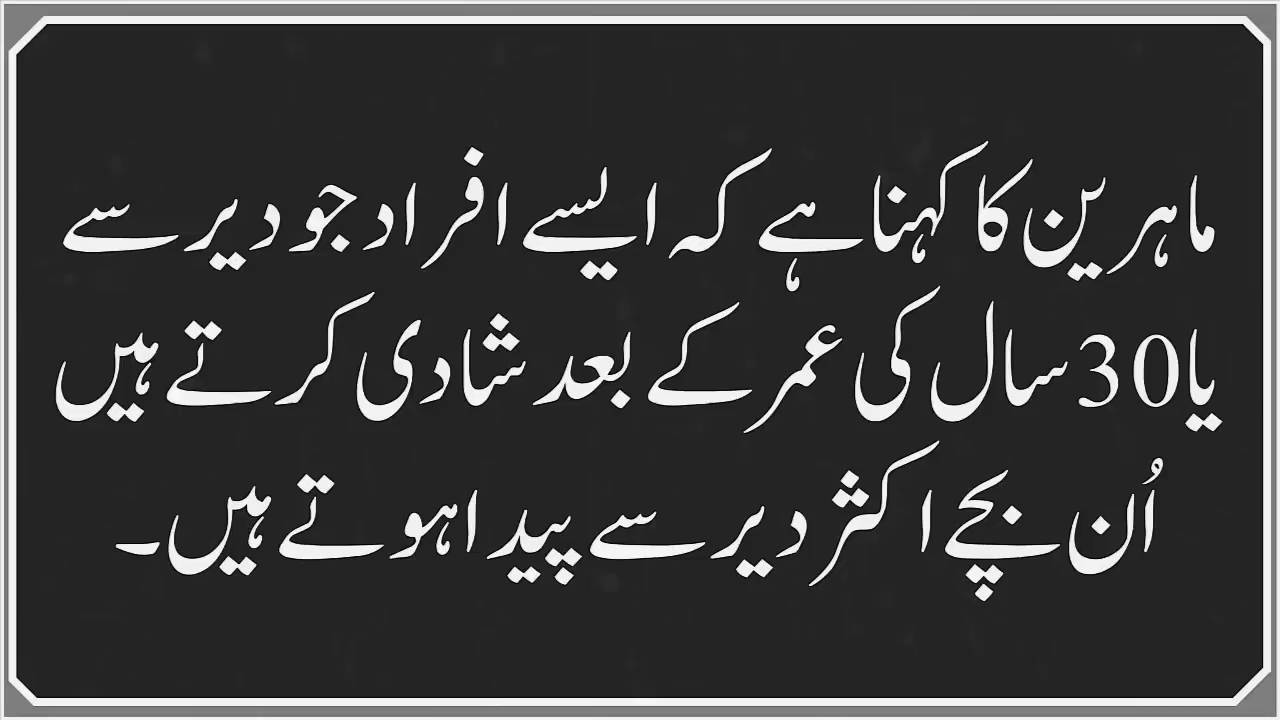 ماہرین کا کہنا ہے کہ ایسے افراد جو دیر سے
یا 30 سال کی عمر کے بعد شادی کرتے ہیں
اُن بچے اکثر دیر سے پیدا ہوتے ہیں۔